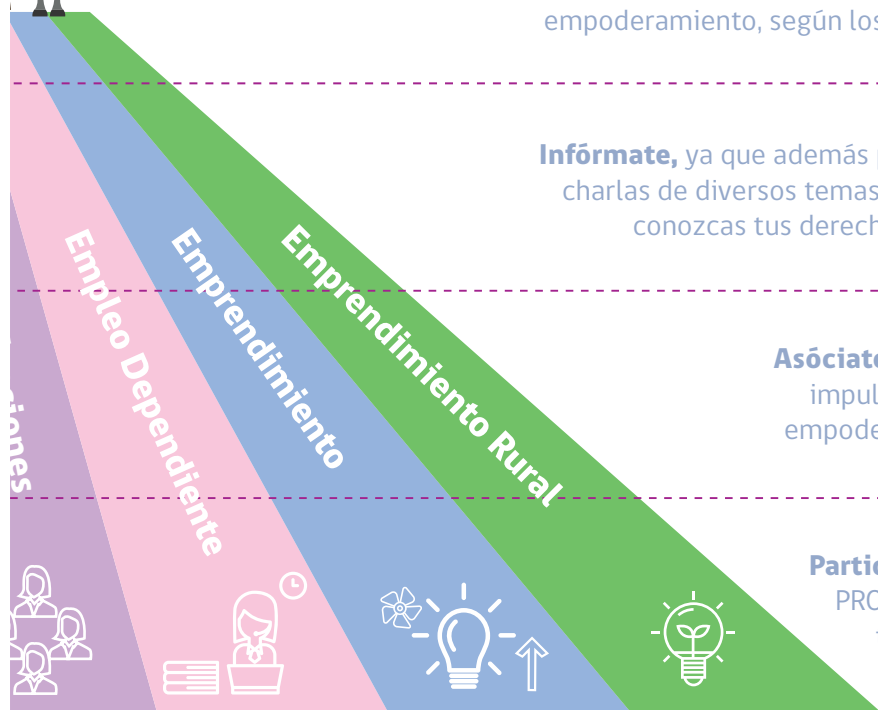 empoderamiento, según los
Infórmate, ya que además
charlas de diversos temas
conozcas tus derech
Empleo Dependiente
Emprendimiento
Emprendimiento Rural
ciones
Asóciate
impul
empode
Partic
PRO